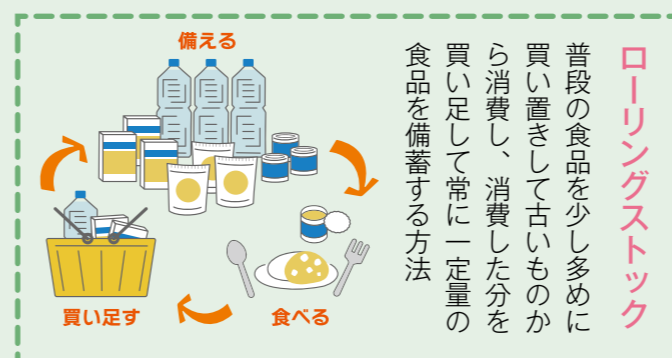 ローリングストック
普段の食品を少し多めに
買い置きして古いものか
ら消費し、消費した分を
買い足して常に一定量の
食品を備蓄する方法
備える
食べる
買い足す